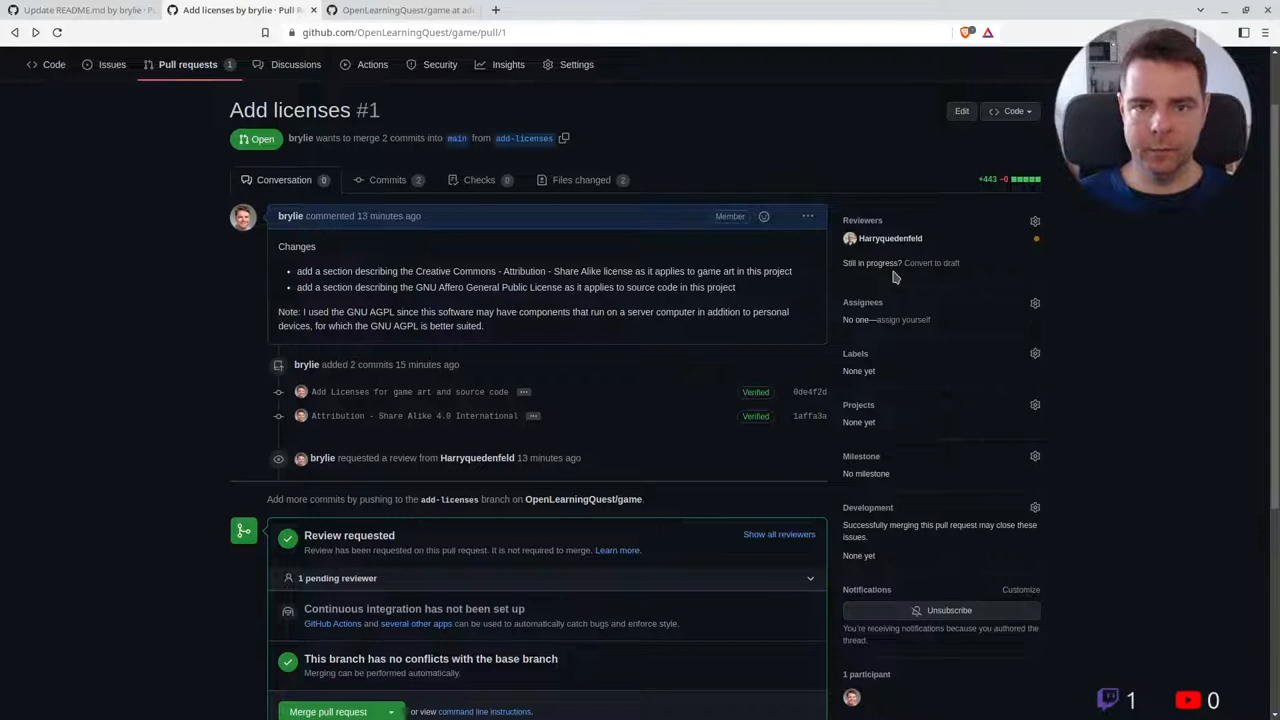 Update README.md by brylie · P
Add licenses by brylie · Pull R
OpenLearningQuest/game at ad
github.com/OpenLearningQuest/game/pull/1
Code
Issues
Pull requests 1
Discussions
Actions
Security
Insights
Settings
Add licenses #1
Edit
Code
Open
brylie wants to merge 2 commits into main from add-licenses
Conversation 0
Commits 2
Checks 0
Files changed 2
+443 −0
brylie commented 13 minutes ago
Member
Changes
• add a section describing the Creative Commons - Attribution - Share Alike license as it applies to game art in this project
• add a section describing the GNU Affero General Public License as it applies to source code in this project
Note: I used the GNU AGPL since this software may have components that run on a server computer in addition to personal
devices, for which the GNU AGPL is better suited.
brylie added 2 commits 15 minutes ago
Add Licenses for game art and source code ...
Verified
0de4f2d
Attribution - Share Alike 4.0 International ...
Verified
1affa3a
brylie requested a review from Harryquedenfeld 13 minutes ago
Add more commits by pushing to the add-licenses branch on OpenLearningQuest/game.
Review requested
Show all reviewers
Review has been requested on this pull request. It is not required to merge. Learn more.
1 pending reviewer
Continuous integration has not been set up
GitHub Actions and several other apps can be used to automatically catch bugs and enforce style.
This branch has no conflicts with the base branch
Merging can be performed automatically.
Merge pull request
or view command line instructions.
Reviewers
Harryquedenfeld
Still in progress? Convert to draft
Assignees
No one—assign yourself
Labels
None yet
Projects
None yet
Milestone
No milestone
Development
Successfully merging this pull request may close these
issues.
None yet
Notifications
Customize
Unsubscribe
You're receiving notifications because you authored the
thread.
1 participant
1
0